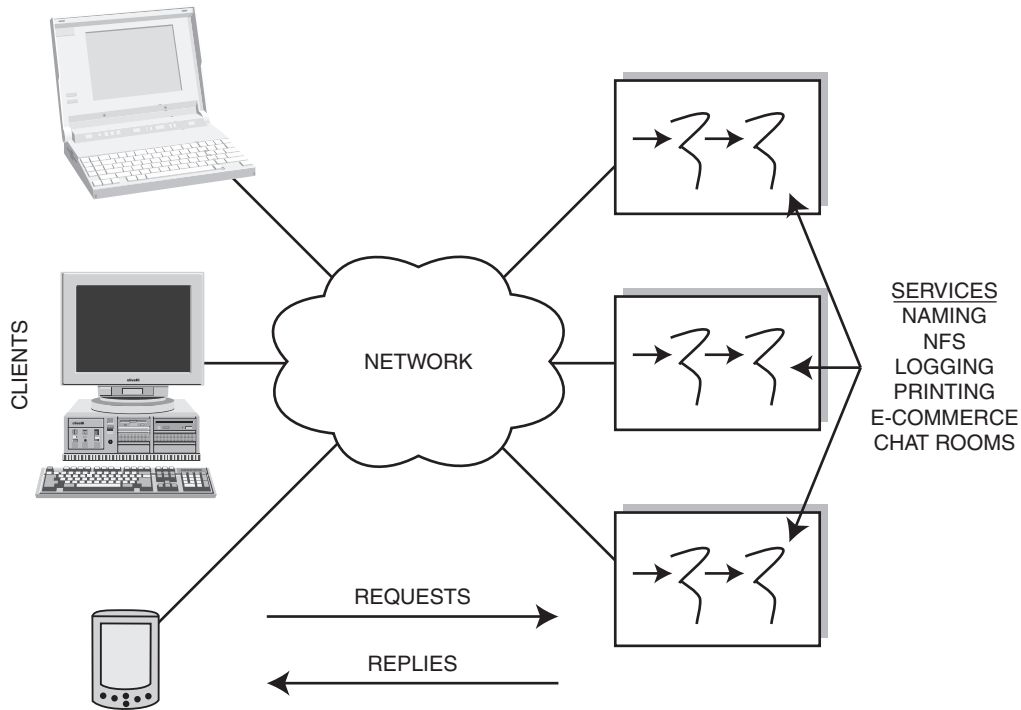 CLIENTS
NETWORK
SERVICES
NAMING
NFS
LOGGING
PRINTING
E-COMMERCE
CHAT ROOMS
REQUESTS
REPLIES